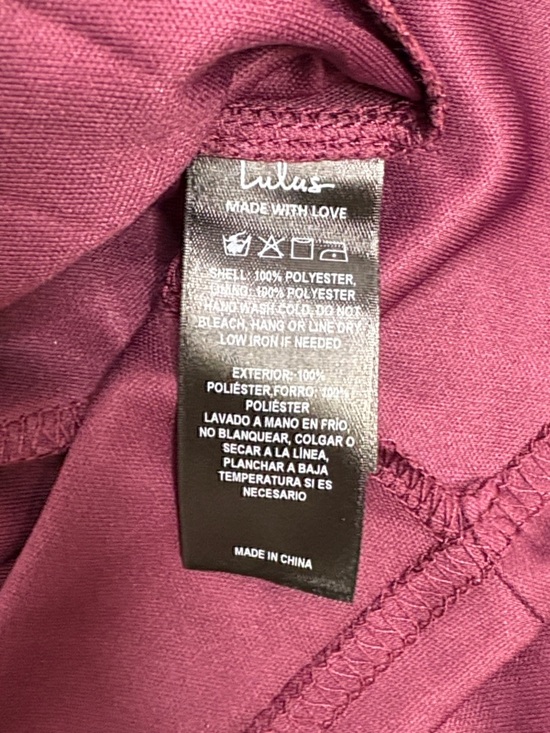 Lulus
MADE WITH LOVE
SHELL: 100% POLYESTER,
LINING: 100% POLYESTER
HAND WASH COLD, DO NOT
BLEACH, HANG OR LINE DRY
LOW IRON IF NEEDED
EXTERIOR: 100%
POLIÉSTER,FORRO: 100%
POLIÉSTER
LAVADO A MANO EN FRÍO,
NO BLANQUEAR, COLGAR O
SECAR A LA LÍNEA,
PLANCHAR A BAJA
TEMPERATURA SI ES
NECESARIO
MADE IN CHINA